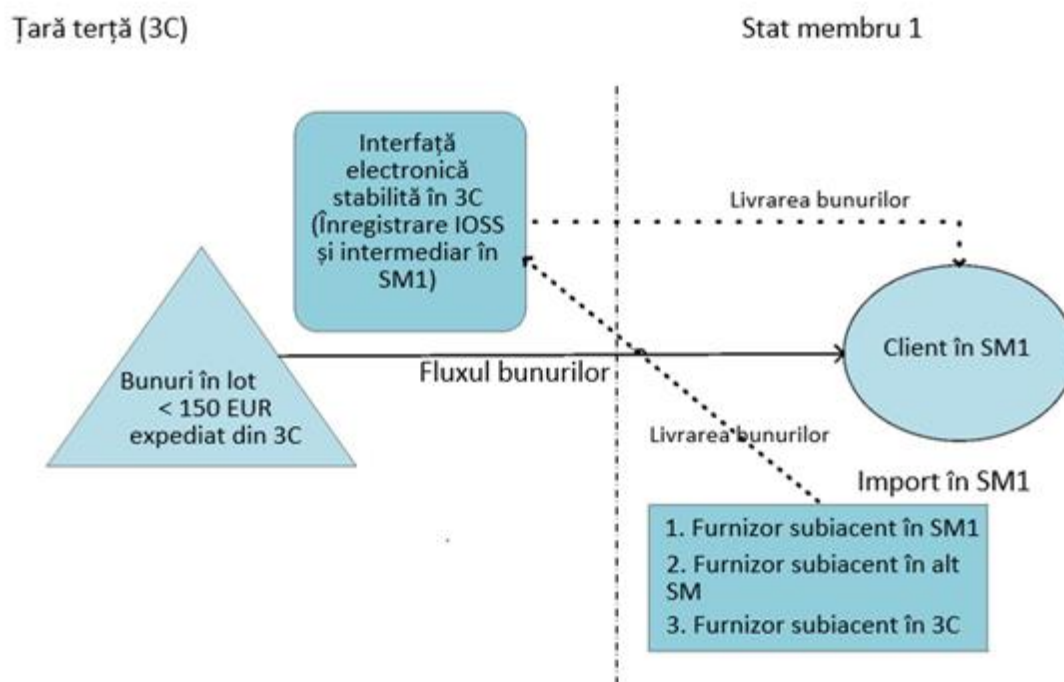 Țară terță (3C)
Stat membru 1
Interfață
electronică
stabilită în 3C
(Înregistrare IOSS
și intermediar în
SM1)
Livrarea bunurilor
Bunuri în lot
< 150 EUR
expediat din 3C
Fluxul bunurilor
Client în SM1
Livrarea bunurilor
Import în SM1
1. Furnizor subiacent în SM1
2. Furnizor subiacent în alt
SM
3. Furnizor subiacent în 3C